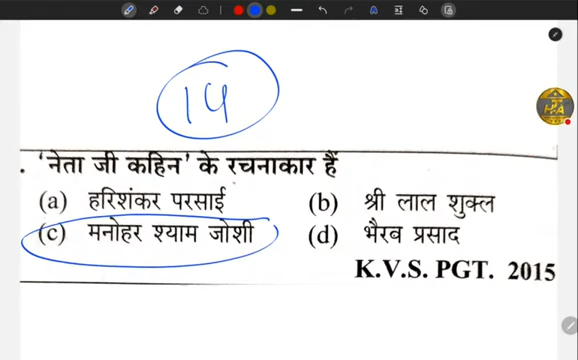 14
. 'नेता जी कहिन' के रचनाकार हैं
(a) हरिशंकर परसाई (b) श्री लाल शुक्ल
(c) मनोहर श्याम जोशी (d) भैरव प्रसाद
K.V.S. PGT. 2015